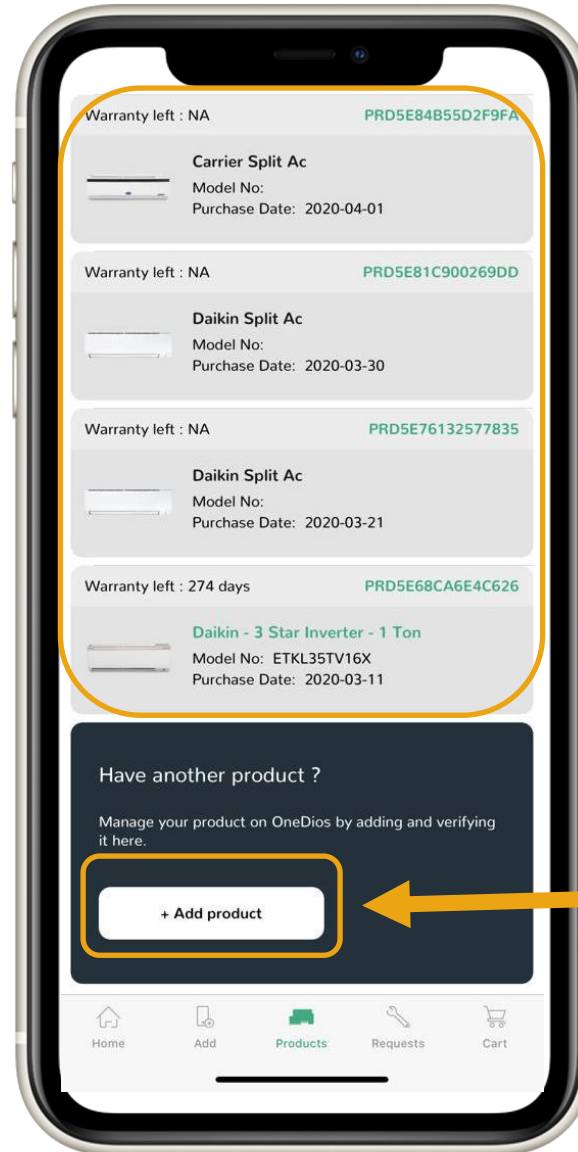 Warranty left : NA PRD5E84B55D2F9FA
Carrier Split Ac
Model No:
Purchase Date: 2020-04-01
Warranty left : NA PRD5E81C900269DD
Daikin Split Ac
Model No:
Purchase Date: 2020-03-30
Warranty left : NA PRD5E76132577835
Daikin Split Ac
Model No:
Purchase Date: 2020-03-21
Warranty left : 274 days PRD5E68CA6E4C626
Daikin - 3 Star Inverter - 1 Ton
Model No: ETKL35TV16X
Purchase Date: 2020-03-11
Have another product ?
Manage your product on OneDios by adding and verifying
it here.
+ Add product
Home Add Products Requests Cart